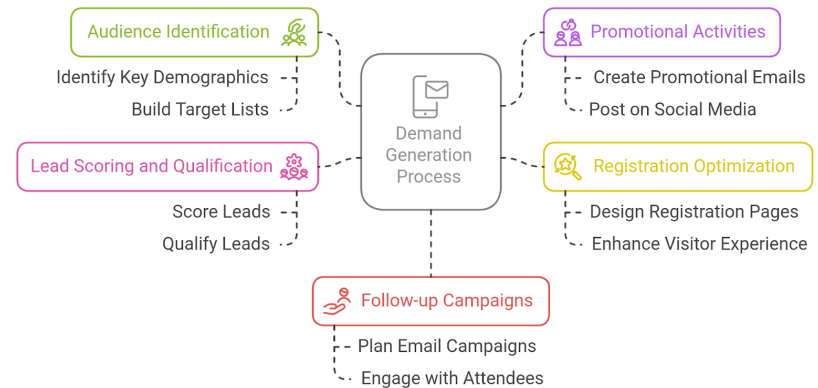 Audience Identification
Identify Key Demographics
Build Target Lists
Lead Scoring and Qualification
Score Leads
Qualify Leads
Demand
Generation
Process
Promotional Activities
Create Promotional Emails
Post on Social Media
Registration Optimization
Design Registration Pages
Enhance Visitor Experience
Follow-up Campaigns
Plan Email Campaigns
Engage with Attendees